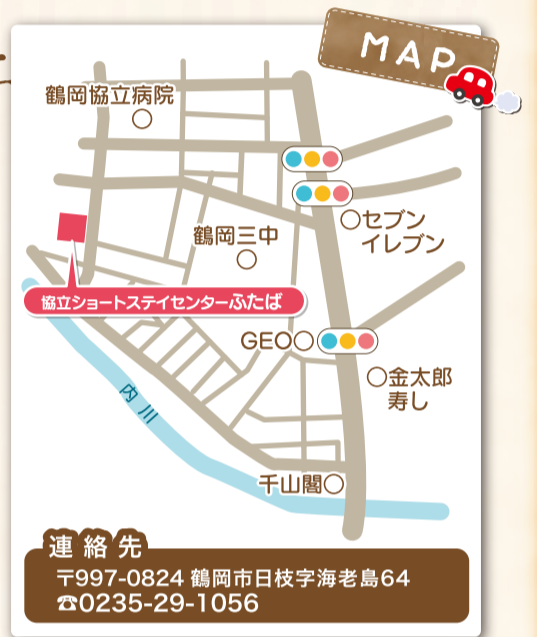 MAP
鶴岡協立病院
セブン
イレブン
鶴岡三中
協立ショートステイセンターふたば
GEO
金太郎
寿し
内川
千山閣
連絡先
〒997-0824 鶴岡市日枝字海老島64
☎0235-29-1056